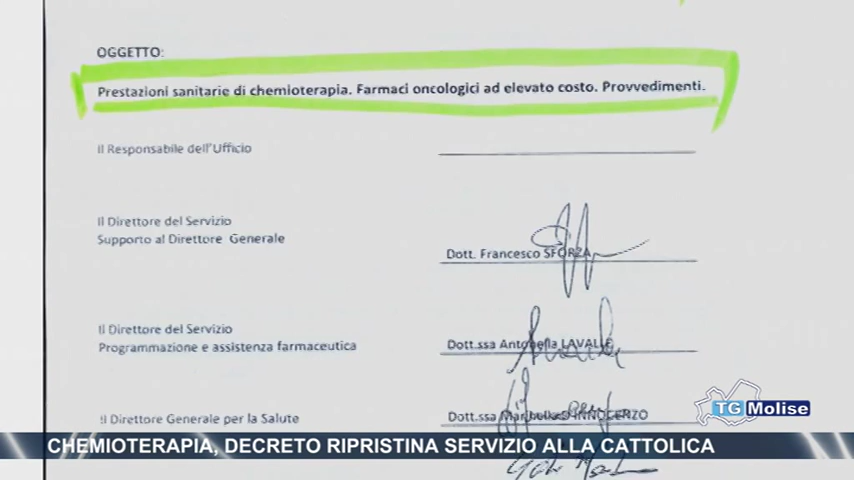 OGGETTO:
Prestazioni sanitarie di chemioterapia. Farmaci oncologici ad elevato costo. Provvedimenti.
Il Responsabile dell'Ufficio
Il Direttore del Servizio
Supporto al Direttore Generale
Dott. Francesco SFORZA
Il Direttore del Servizio
Programmazione e assistenza farmaceutica
Dott.ssa Antonella LAVALLE
Il Direttore Generale per la Salute
Dott.ssa
TG Molise
CHEMIOTERAPIA, DECRETO RIPRISTINA SERVIZIO ALLA CATTOLICA